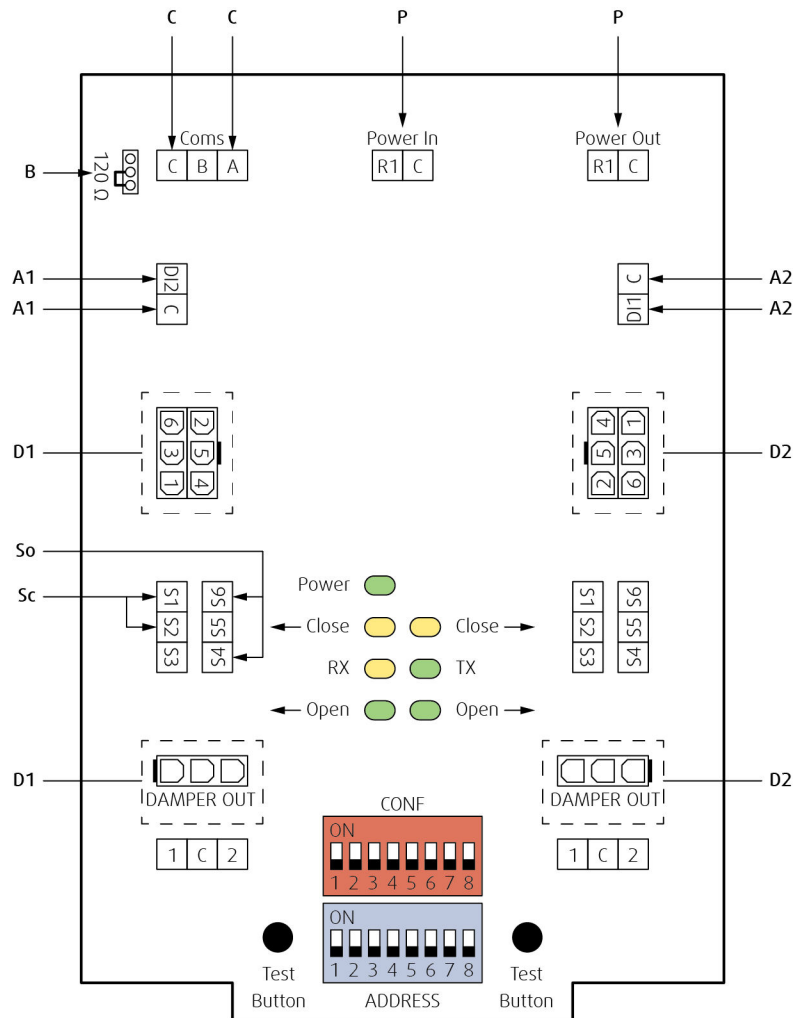 C C P P
Coms Power In Power Out
C B A R1 C R1 C
B 120 Ω
A1 DI2 C A2
A1 C DI1 A2
6 2 4 1
D1 3 5 5 3 D2
1 4 2 6
So
Sc
S1 S6 S1 S6
S2 S5 S2 S5
S3 S4 S3 S4
Power
Close Close
RX TX
Open Open
D1 D2
DAMPER OUT DAMPER OUT
1 C 2 1 C 2
CONF
ON
1 2 3 4 5 6 7 8
ON
1 2 3 4 5 6 7 8
ADDRESS
Test
Button
Test
Button